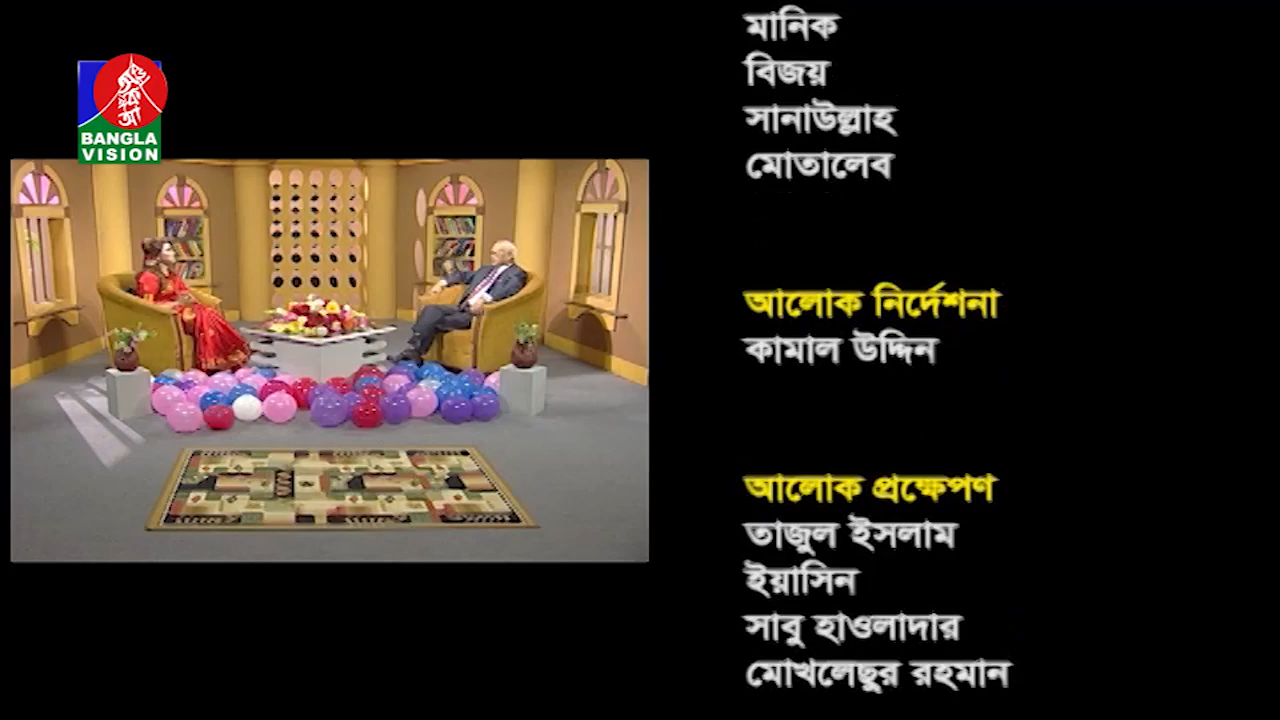 BANGLA
VISION
মানিক
বিজয়
সানাউল্লাহ
মোতালেব
আলোক নির্দেশনা
কামাল উদ্দিন
আলোক প্রক্ষেপণ
তাজুল ইসলাম
ইয়াসিন
সাবু হাওলাদার
মোখলেছুর রহমান